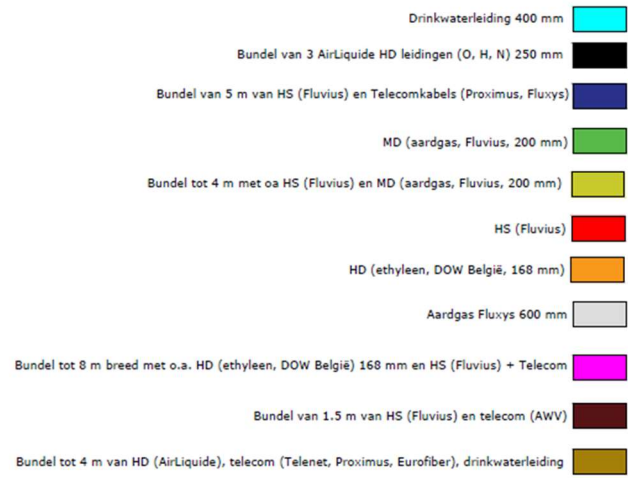 Drinkwaterleiding 400 mm
Bundel van 3 AirLiquide HD leidingen (O, H, N) 250 mm
Bundel van 5 m van HS (Fluvius) en Telecomkabels (Proximus, Fluxys)
MD (aardgas, Fluvius, 200 mm)
Bundel tot 4 m met oa HS (Fluvius) en MD (aardgas, Fluvius, 200 mm)
HS (Fluvius)
HD (ethyleen, DOW België, 168 mm)
Aardgas Fluxys 600 mm
Bundel tot 8 m breed met o.a. HD (ethyleen, DOW België) 168 mm en HS (Fluvius) + Telecom
Bundel van 1.5 m van HS (Fluvius) en telecom (AWV)
Bundel tot 4 m van HD (AirLiquide), telecom (Telenet, Proximus, Eurofiber), drinkwaterleiding